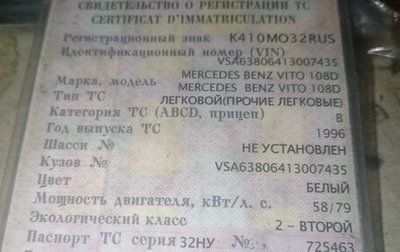 СВИДЕТЕЛЬСТВО О РЕГИСТРАЦИИ ТС
CERTIFICAT D'IMMATRICULATION
Регистрационный знак К410МО32RUS
Идентификационный номер (VIN)
VSA63806413007435
Марка, модель MERCEDES BENZ VITO 108D
MERCEDES BENZ VITO 108D
Тип ТС ЛЕГКОВОЙ(ПРОЧИЕ ЛЕГКОВЫЕ)
Категория ТС (ABCD, прицеп) B
Год выпуска ТС 1996
Шасси № НЕ УСТАНОВЛЕН
Кузов № VSA63806413007435
Цвет БЕЛЫЙ
Мощность двигателя, кВт/л. с. 58/79
Экологический класс 2 – ВТОРОЙ
Паспорт ТС серия 32НУ № 725463